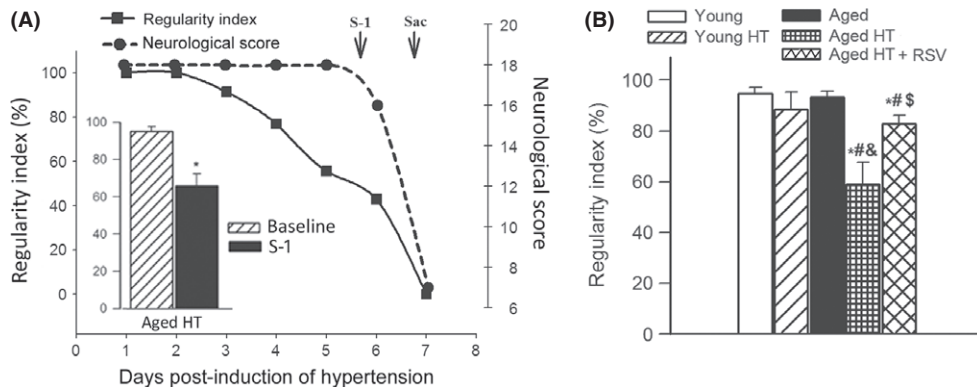 (A)
Regularity index
Neurological score
S-1
Sac
100
80
60
40
20
0
Regularity index (%)
20
18
16
14
12
10
8
6
Neurological score
100
80
60
40
20
0
*
Baseline
S-1
Aged HT
0 1 2 3 4 5 6 7 8
Days post-induction of hypertension
(B)
Young
Young HT
Aged
Aged HT
Aged HT + RSV
100
80
60
40
20
0
Regularity index (%)
*#&
*#$